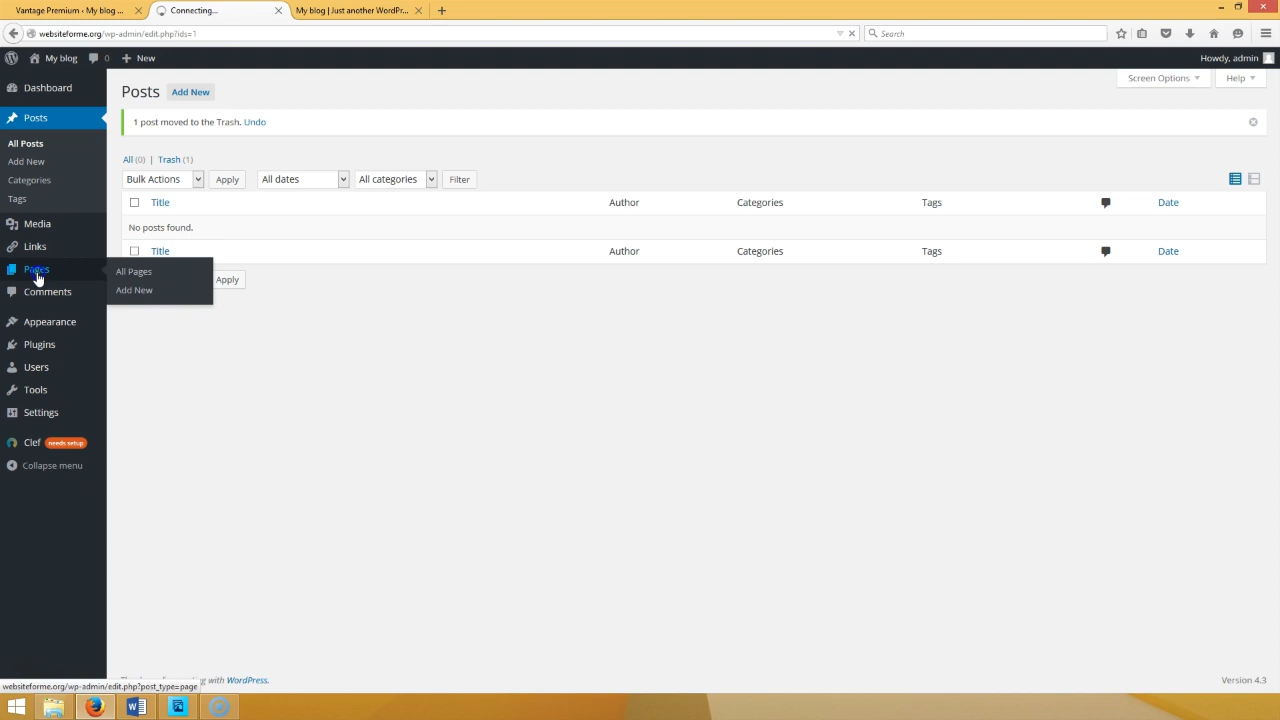 Vantage Premium ‹ My blog ...
Connecting...
My blog | Just another WordPr...
websiteforme.org/wp-admin/edit.php?ids=1
Search
My blog
0
New
Howdy, admin
Dashboard
Posts
All Posts
Add New
Categories
Tags
Media
Links
Pages
All Pages
Add New
Comments
Appearance
Plugins
Users
Tools
Settings
Clef needs setup
Collapse menu
Screen Options
Help
Posts Add New
1 post moved to the Trash. Undo
All (0) | Trash (1)
Bulk Actions Apply All dates All categories Filter
Title Author Categories Tags Date
No posts found.
Title Author Categories Tags Date
Apply
with WordPress.
Version 4.3
websiteforme.org/wp-admin/edit.php?post_type=page